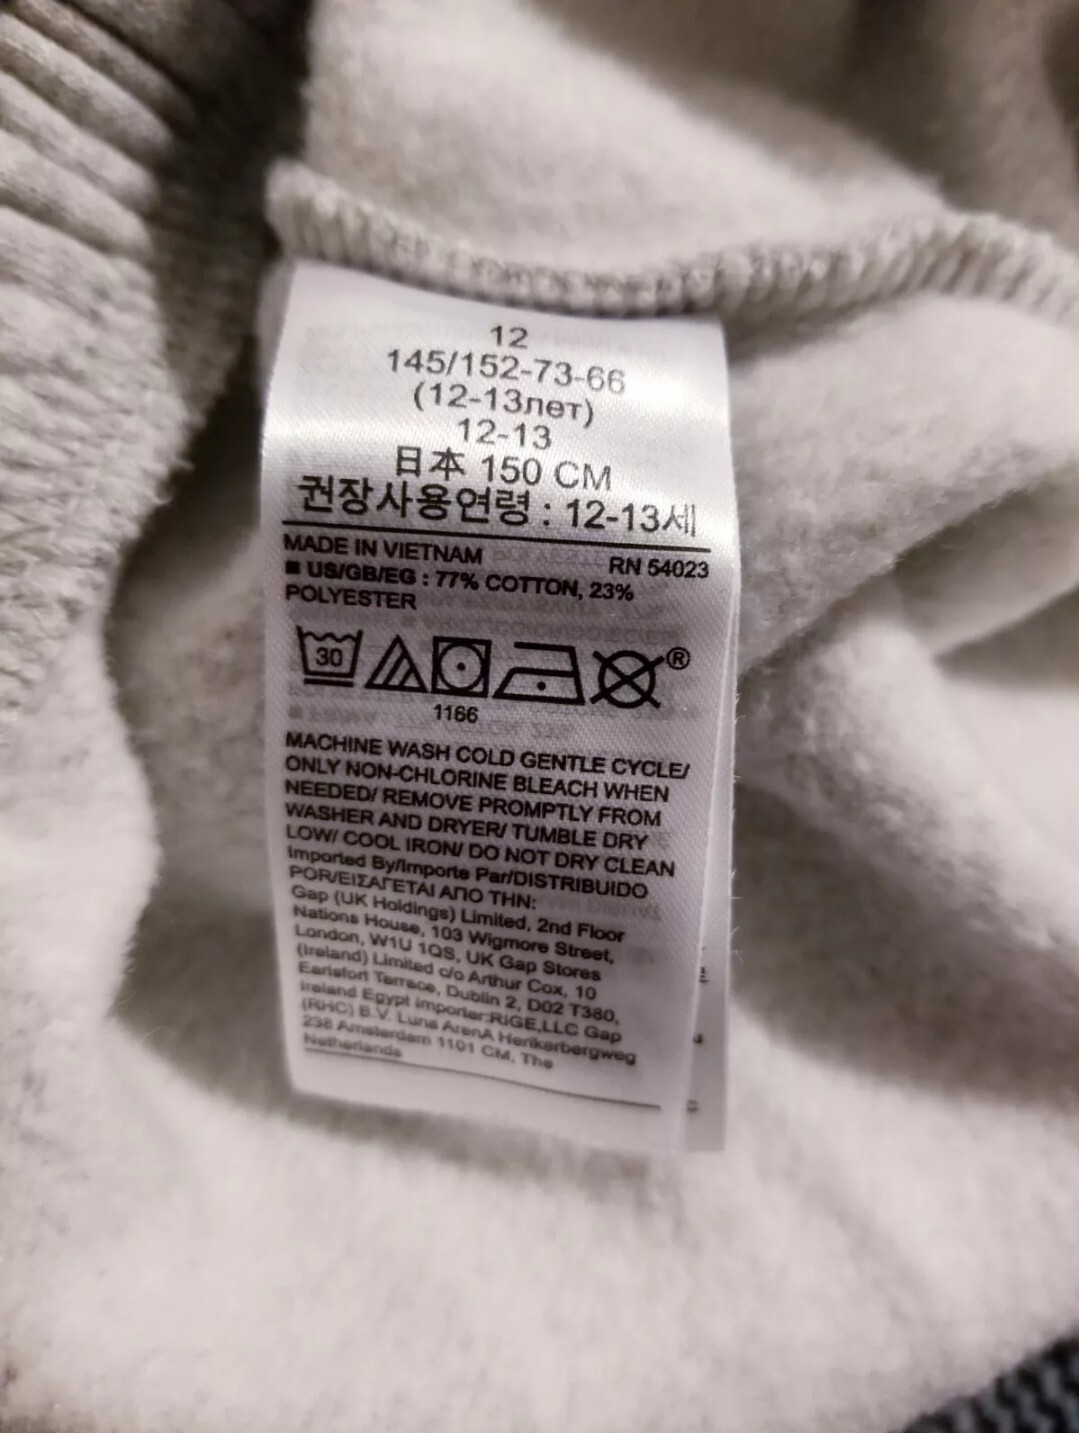 12
145/152-73-66
(12-13лет)
12-13
日本 150 CM
권장사용연령 : 12-13세
MADE IN VIETNAM RN 54023
■ US/GB/EG : 77% COTTON, 23%
POLYESTER
30
®
1166
MACHINE WASH COLD GENTLE CYCLE/
ONLY NON-CHLORINE BLEACH WHEN
NEEDED/ REMOVE PROMPTLY FROM
WASHER AND DRYER/ TUMBLE DRY
LOW/ COOL IRON/ DO NOT DRY CLEAN
Imported By/Importe Par/DISTRIBUIDO
POR/ΕΙΣΑΓΕΤΑΙ ΑΠΟ ΤΗΝ:
Gap (UK Holdings) Limited, 2nd Floor
Nations House, 103 Wigmore Street,
London, W1U 1QS, UK Gap Stores
(Ireland) Limited c/o Arthur Cox, 10
Earlsfort Terrace, Dublin 2, D02 T380,
Ireland Egypt Importer:RIGE,LLC Gap
(RHC) B.V. Luna ArenA Herikerbergweg
238 Amsterdam 1101 CM, The
Netherlands